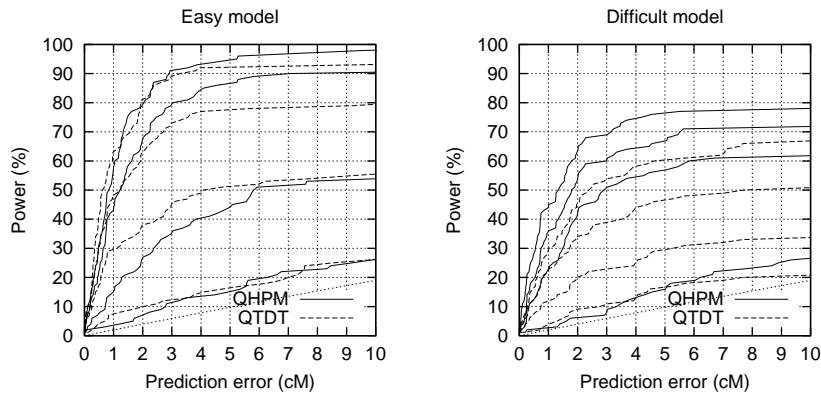 Easy model
Power (%)
100
90
80
70
60
50
40
30
20
10
0
QHPM
QTDT
0 1 2 3 4 5 6 7 8 9 10
Prediction error (cM)
Difficult model
Power (%)
100
90
80
70
60
50
40
30
20
10
0
QHPM
QTDT
0 1 2 3 4 5 6 7 8 9 10
Prediction error (cM)